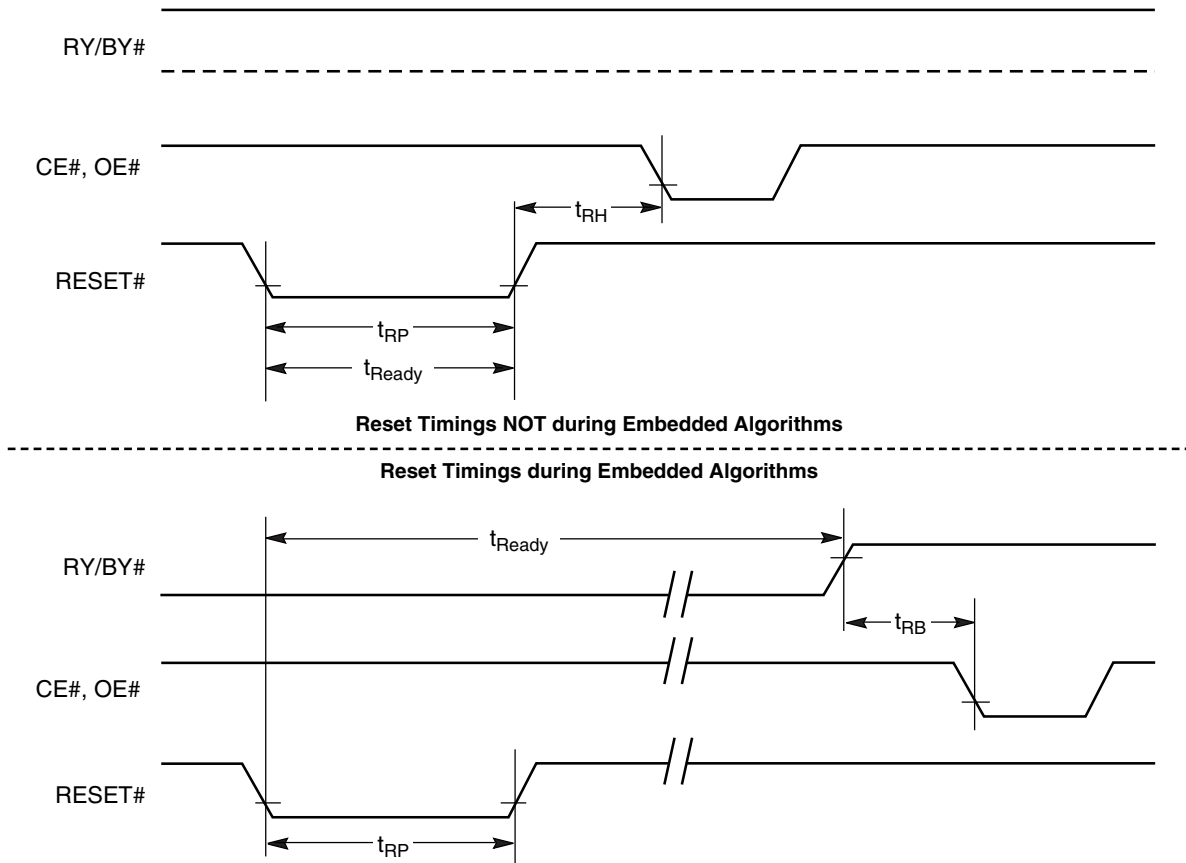 RY/BY#
CE#, OE#
tRH
RESET#
tRP
tReady
Reset Timings NOT during Embedded Algorithms
Reset Timings during Embedded Algorithms
tReady
RY/BY#
tRB
CE#, OE#
RESET#
tRP